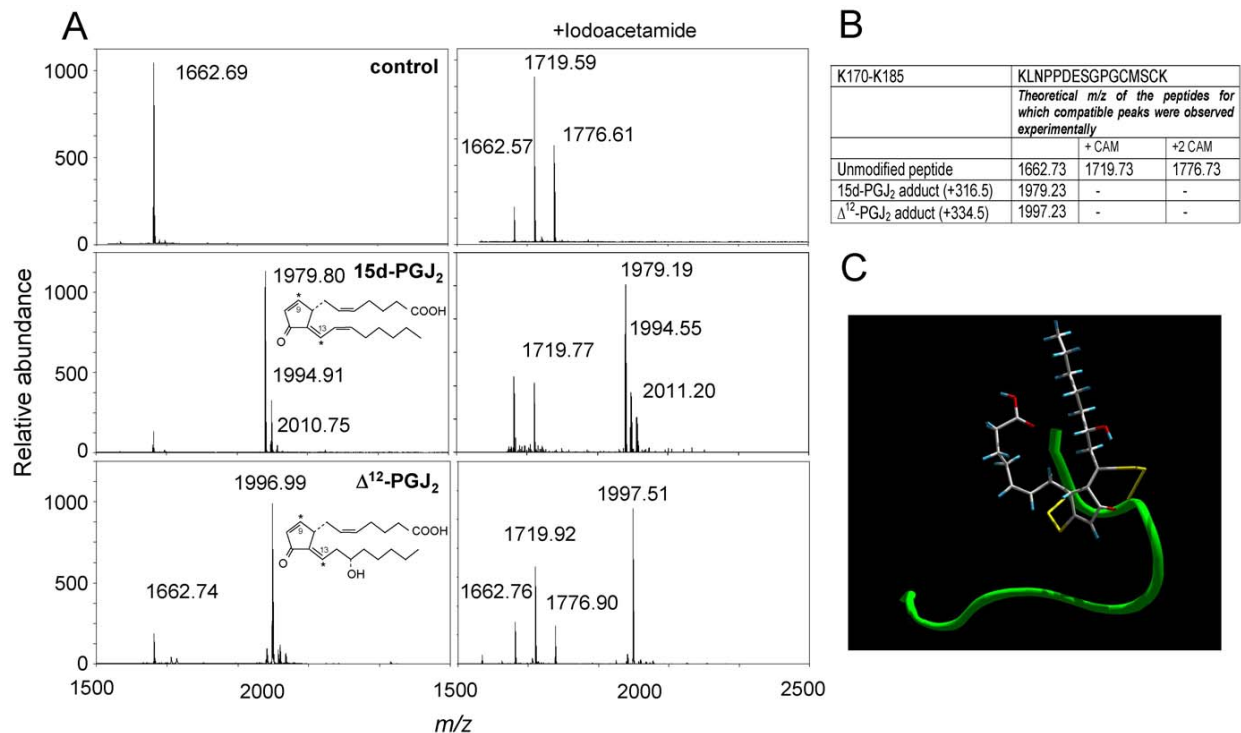 A
+Iodoacetamide
control
1000
500
0
1662.69
1719.59
1662.57
1776.61
15d-PGJ2
1000
500
0
1979.80
*
9
13
O
*
COOH
1994.91
2010.75
1979.19
1994.55
1719.77
2011.20
Δ12-PGJ2
1000
500
0
1996.99
*
9
13
O
*
COOH
OH
1662.74
1997.51
1719.92
1662.76
1776.90
1500
2000
1500
2000
2500
Relative abundance
m/z
B
K170-K185 KLNPPDESGPGCMSCK
Theoretical m/z of the peptides for
which compatible peaks were observed
experimentally
+ CAM +2 CAM
Unmodified peptide 1662.73 1719.73 1776.73
15d-PGJ2 adduct (+316.5) 1979.23 - -
Δ12-PGJ2 adduct (+334.5) 1997.23 - -
C